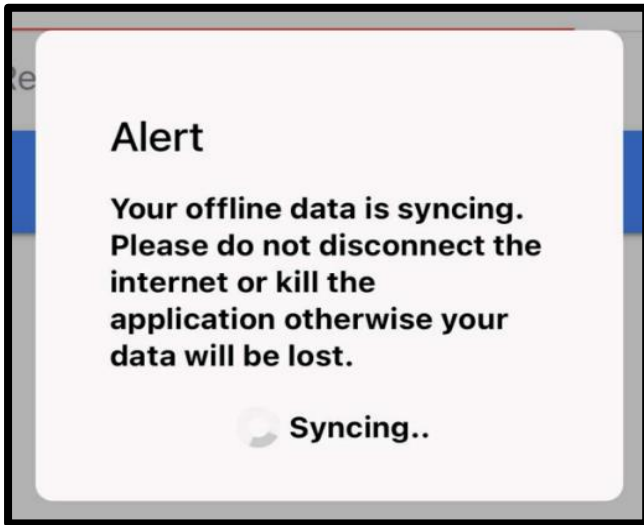 Re
Alert
Your offline data is syncing.
Please do not disconnect the
internet or kill the
application otherwise your
data will be lost.
Syncing..